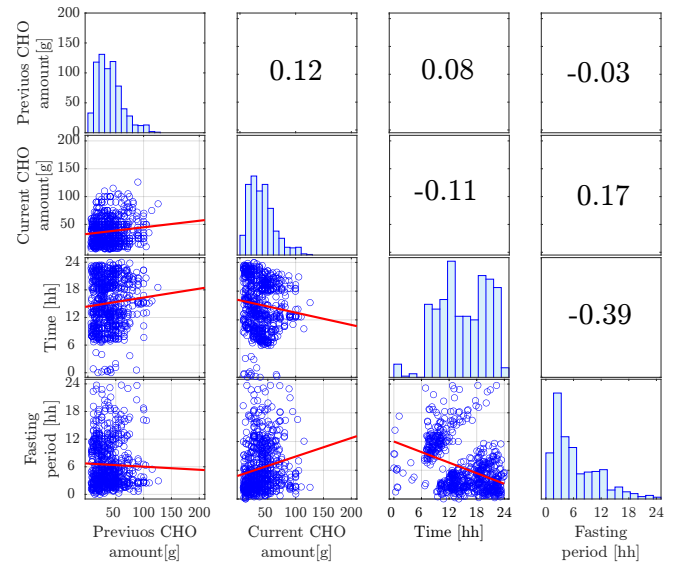 200
150
100
50
0
Previuos CHO
amount[g]
0.12
0.08
-0.03
200
150
100
50
Current CHO
amount[g]
-0.11
0.17
24
18
12
6
0
Time [hh]
-0.39
24
18
12
6
0
Fasting
period [hh]
100
200
Previuos CHO
amount[g]
0
100
200
Current CHO
amount[g]
0
6
12
18
24
Time [hh]
0
6
12
18
24
Fasting
period [hh]